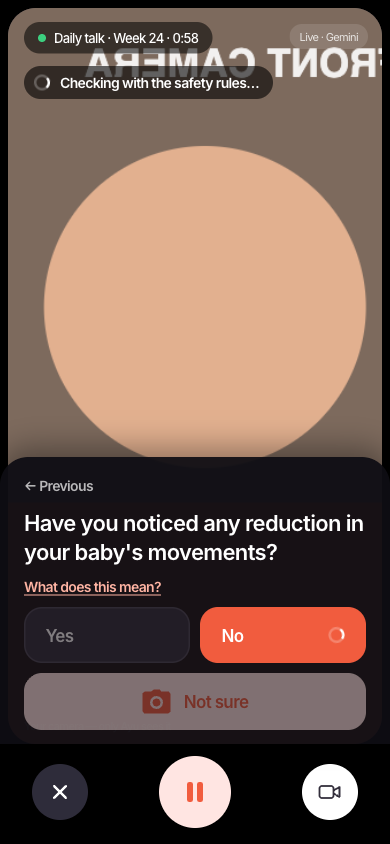 Daily talk · Week 24 · 0:58
Live · Gemini
FRONT CAMERA
Checking with the safety rules…
← Previous
Have you noticed any reduction in
your baby's movements?
What does this mean?
Yes
No
Not sure